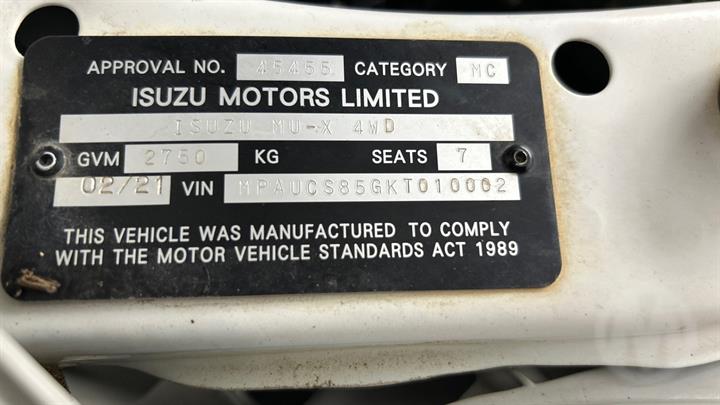 APPROVAL NO. 45455 CATEGORY MC
ISUZU MOTORS LIMITED
ISUZU MU-X 4WD
GVM 2750 KG SEATS 7
02/21 VIN MPAUCS85GKT010002
THIS VEHICLE WAS MANUFACTURED TO COMPLY
WITH THE MOTOR VEHICLE STANDARDS ACT 1989